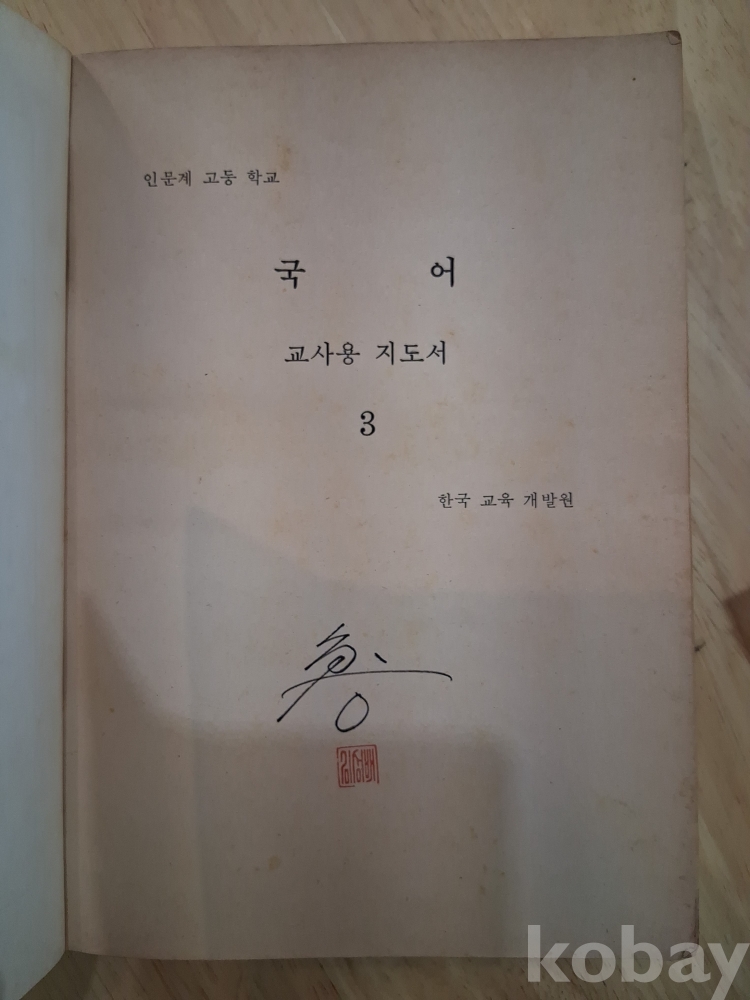 인문계 고등 학교
국 어
교사용 지도서
3
한국 교육 개발원
kobay